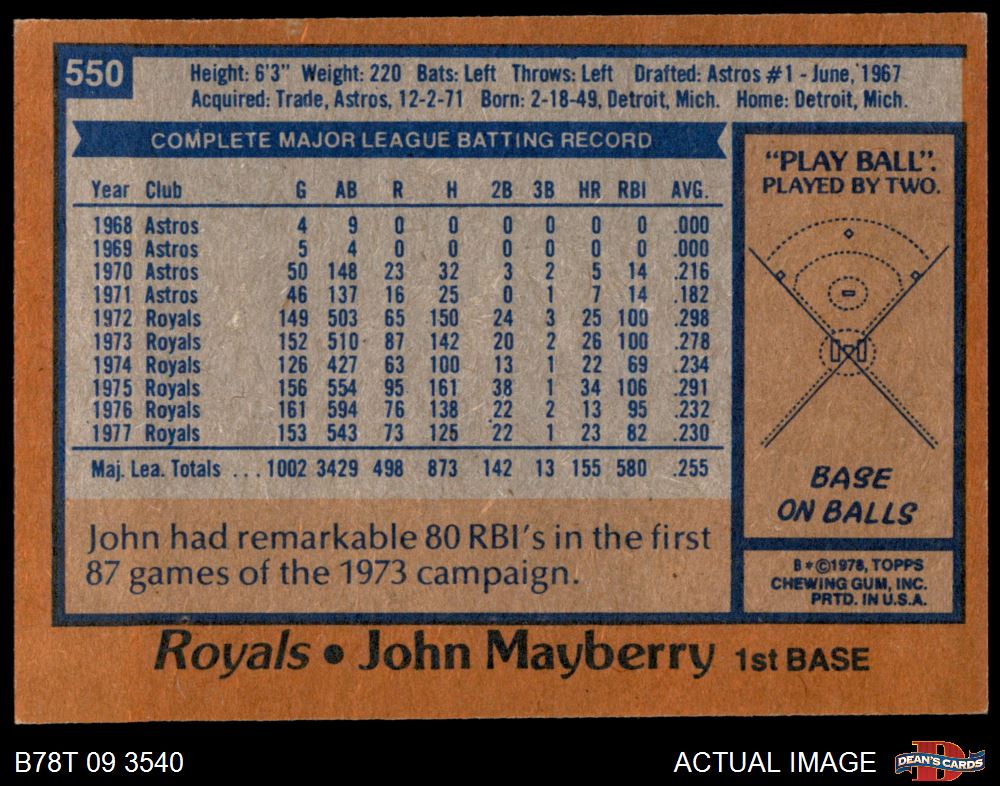 550
Height: 6'3" Weight: 220 Bats: Left Throws: Left Drafted: Astros #1 - June, 1967
Acquired: Trade, Astros, 12-2-71 Born: 2-18-49, Detroit, Mich. Home: Detroit, Mich.
COMPLETE MAJOR LEAGUE BATTING RECORD
Year Club G AB R H 2B 3B HR RBI AVG.
1968 Astros 4 9 0 0 0 0 0 0 .000
1969 Astros 5 4 0 0 0 0 0 0 .000
1970 Astros 50 148 23 32 3 2 5 14 .216
1971 Astros 46 137 16 25 0 1 7 14 .182
1972 Royals 149 503 65 150 24 3 25 100 .298
1973 Royals 152 510 87 142 20 2 26 100 .278
1974 Royals 126 427 63 100 13 1 22 69 .234
1975 Royals 156 554 95 161 38 1 34 106 .291
1976 Royals 161 594 76 138 22 2 13 95 .232
1977 Royals 153 543 73 125 22 1 23 82 .230
Maj. Lea. Totals ... 1002 3429 498 873 142 13 155 580 .255
John had remarkable 80 RBI's in the first
87 games of the 1973 campaign.
"PLAY BALL".
PLAYED BY TWO.
BASE
ON BALLS
B*©1978, TOPPS
CHEWING GUM, INC.
PRTD. IN U.S.A.
Royals • John Mayberry 1st BASE
B78T 09 3540
ACTUAL IMAGE
D
DEAN'S CARDS